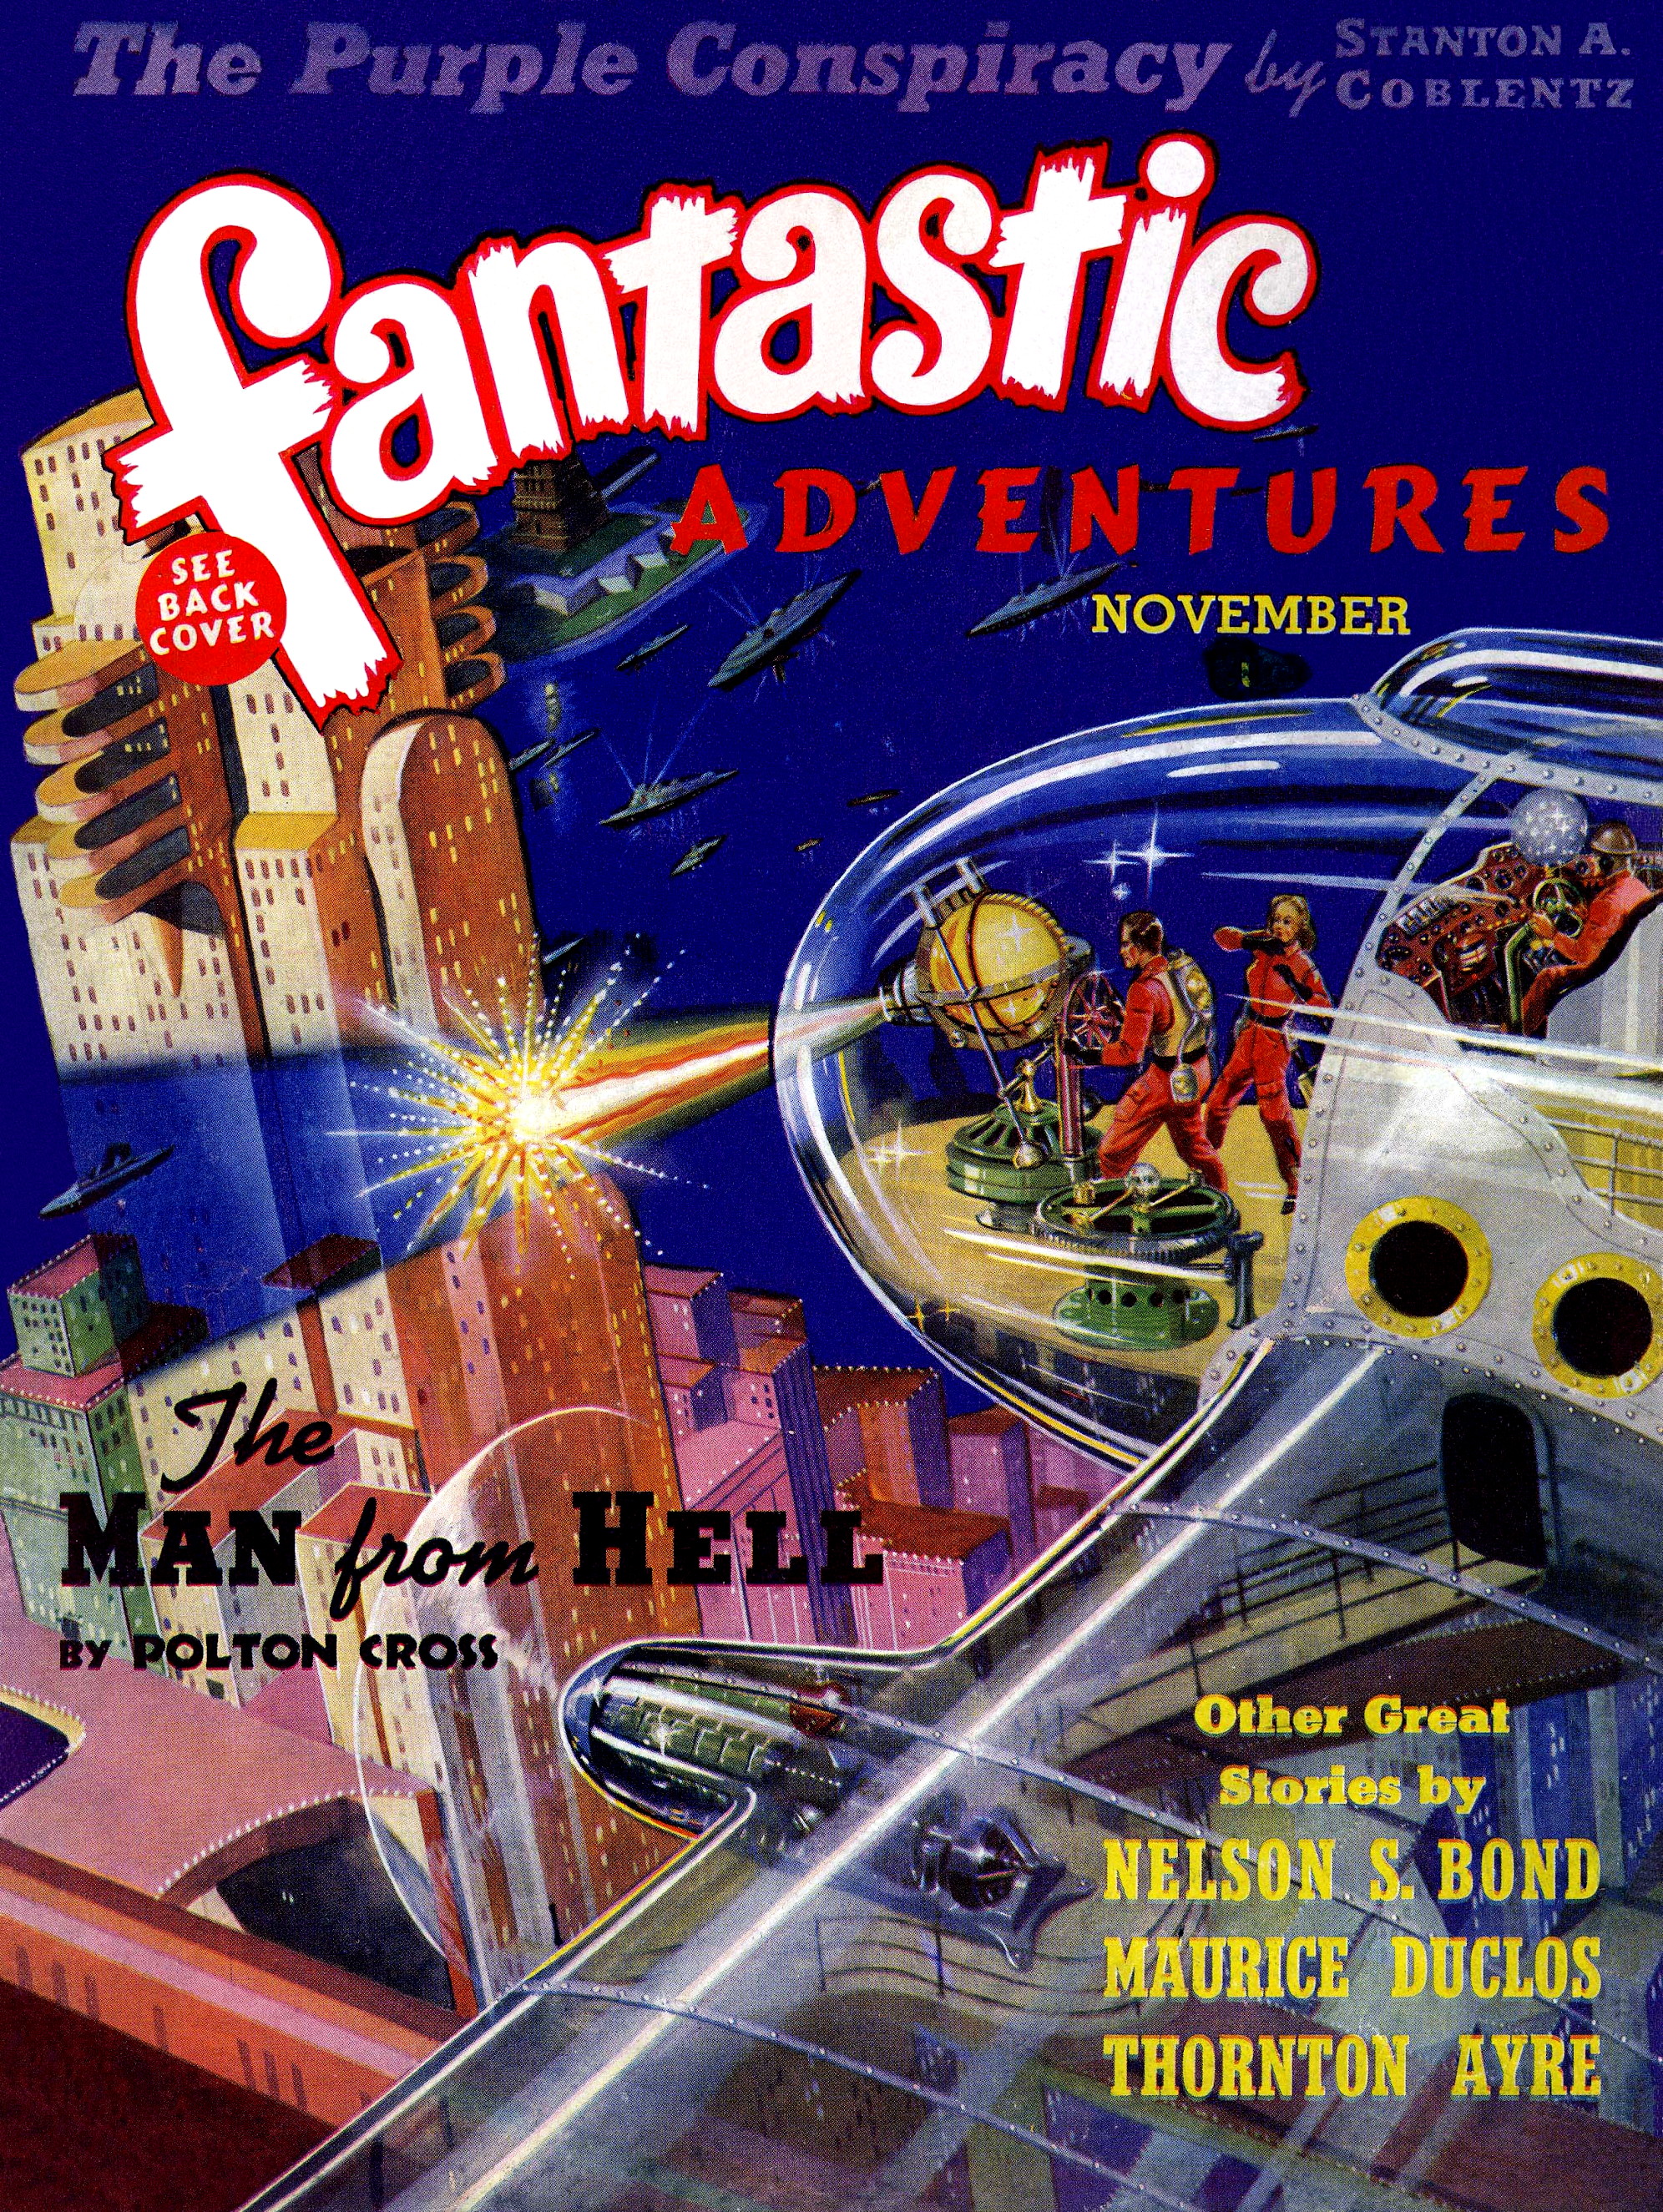 The Purple Conspiracy by STANTON A. COBLENTZ
fantastic
ADVENTURES
SEE
BACK
COVER
NOVEMBER
The
MAN from HELL
BY POLTON CROSS
Other Great
Stories by
NELSON S. BOND
MAURICE DUCLOS
THORNTON AYRE